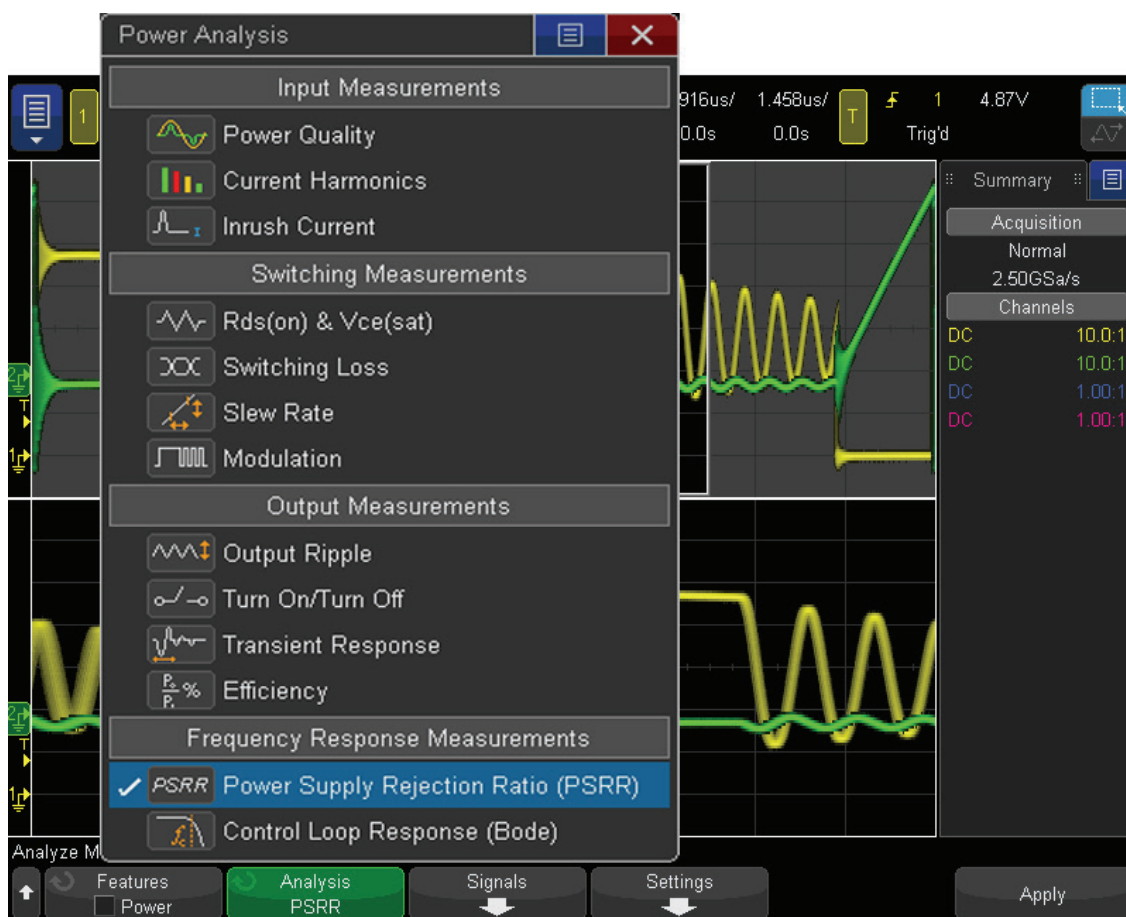 Power Analysis
Input Measurements
Power Quality
Current Harmonics
Inrush Current
Switching Measurements
Rds(on) & Vce(sat)
Switching Loss
Slew Rate
Modulation
Output Measurements
Output Ripple
Turn On/Turn Off
Transient Response
Efficiency
Frequency Response Measurements
PSRR Power Supply Rejection Ratio (PSRR)
Control Loop Response (Bode)
1
916us/ 1.458us/ T 1 4.87V
0.0s 0.0s Trig'd
Summary
Acquisition
Normal
2.50GSa/s
Channels
DC 10.0:1
DC 10.0:1
DC 1.00:1
DC 1.00:1
2
T
1
2
T
1
Analyze M
Features
Power
Analysis
PSRR
Signals
Settings
Apply